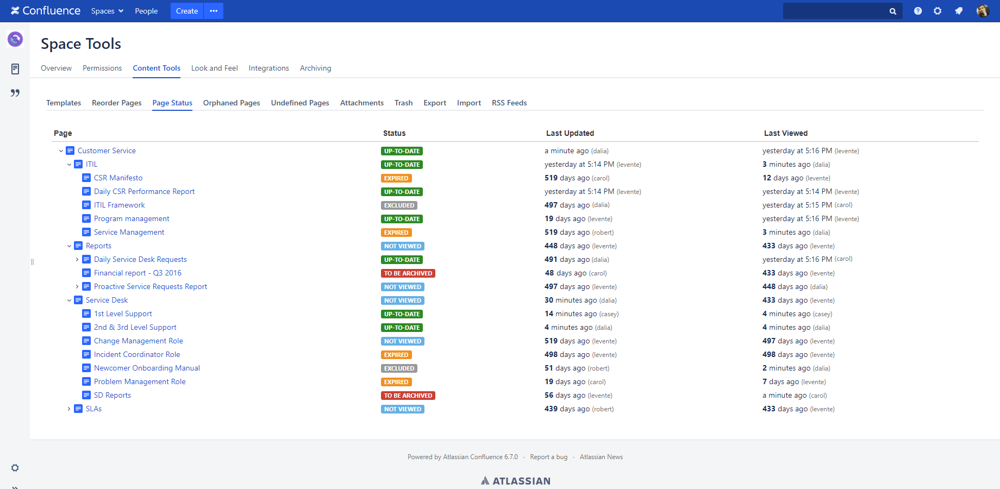 Confluence Spaces People Create ···
Space Tools
Overview Permissions Content Tools Look and Feel Integrations Archiving
Templates Reorder Pages Page Status Orphaned Pages Undefined Pages Attachments Trash Export Import RSS Feeds
Page Status Last Updated Last Viewed
Customer Service UP-TO-DATE a minute ago (dalia) yesterday at 5:16 PM (levente)
ITIL UP-TO-DATE yesterday at 5:14 PM (levente) 3 minutes ago (dalia)
CSR Manifesto EXPIRED 519 days ago (carol) 12 days ago (levente)
Daily CSR Performance Report UP-TO-DATE yesterday at 5:14 PM (levente) yesterday at 5:14 PM (levente)
ITIL Framework EXCLUDED 497 days ago (dalia) yesterday at 5:15 PM (carol)
Program management UP-TO-DATE 19 days ago (levente) yesterday at 5:16 PM (levente)
Service Management EXPIRED 519 days ago (robert) 3 minutes ago (dalia)
Reports NOT VIEWED 448 days ago (levente) 433 days ago (levente)
Daily Service Desk Requests UP-TO-DATE 491 days ago (dalia) yesterday at 5:16 PM (carol)
Financial report - Q3 2016 TO BE ARCHIVED 48 days ago (carol) 433 days ago (levente)
Proactive Service Requests Report NOT VIEWED 497 days ago (levente) 448 days ago (dalia)
Service Desk NOT VIEWED 30 minutes ago (dalia) 433 days ago (levente)
1st Level Support UP-TO-DATE 14 minutes ago (casey) 4 minutes ago (casey)
2nd & 3rd Level Support UP-TO-DATE 4 minutes ago (dalia) 4 minutes ago (dalia)
Change Management Role NOT VIEWED 519 days ago (levente) 497 days ago (levente)
Incident Coordinator Role EXPIRED 498 days ago (levente) 498 days ago (levente)
Newcomer Onboarding Manual EXCLUDED 51 days ago (robert) 2 minutes ago (dalia)
Problem Management Role EXPIRED 19 days ago (carol) 7 days ago (levente)
SD Reports TO BE ARCHIVED 56 days ago (levente) a minute ago (carol)
SLAs NOT VIEWED 439 days ago (robert) 433 days ago (levente)
Powered by Atlassian Confluence 6.7.0 · Report a bug · Atlassian News
ATLASSIAN